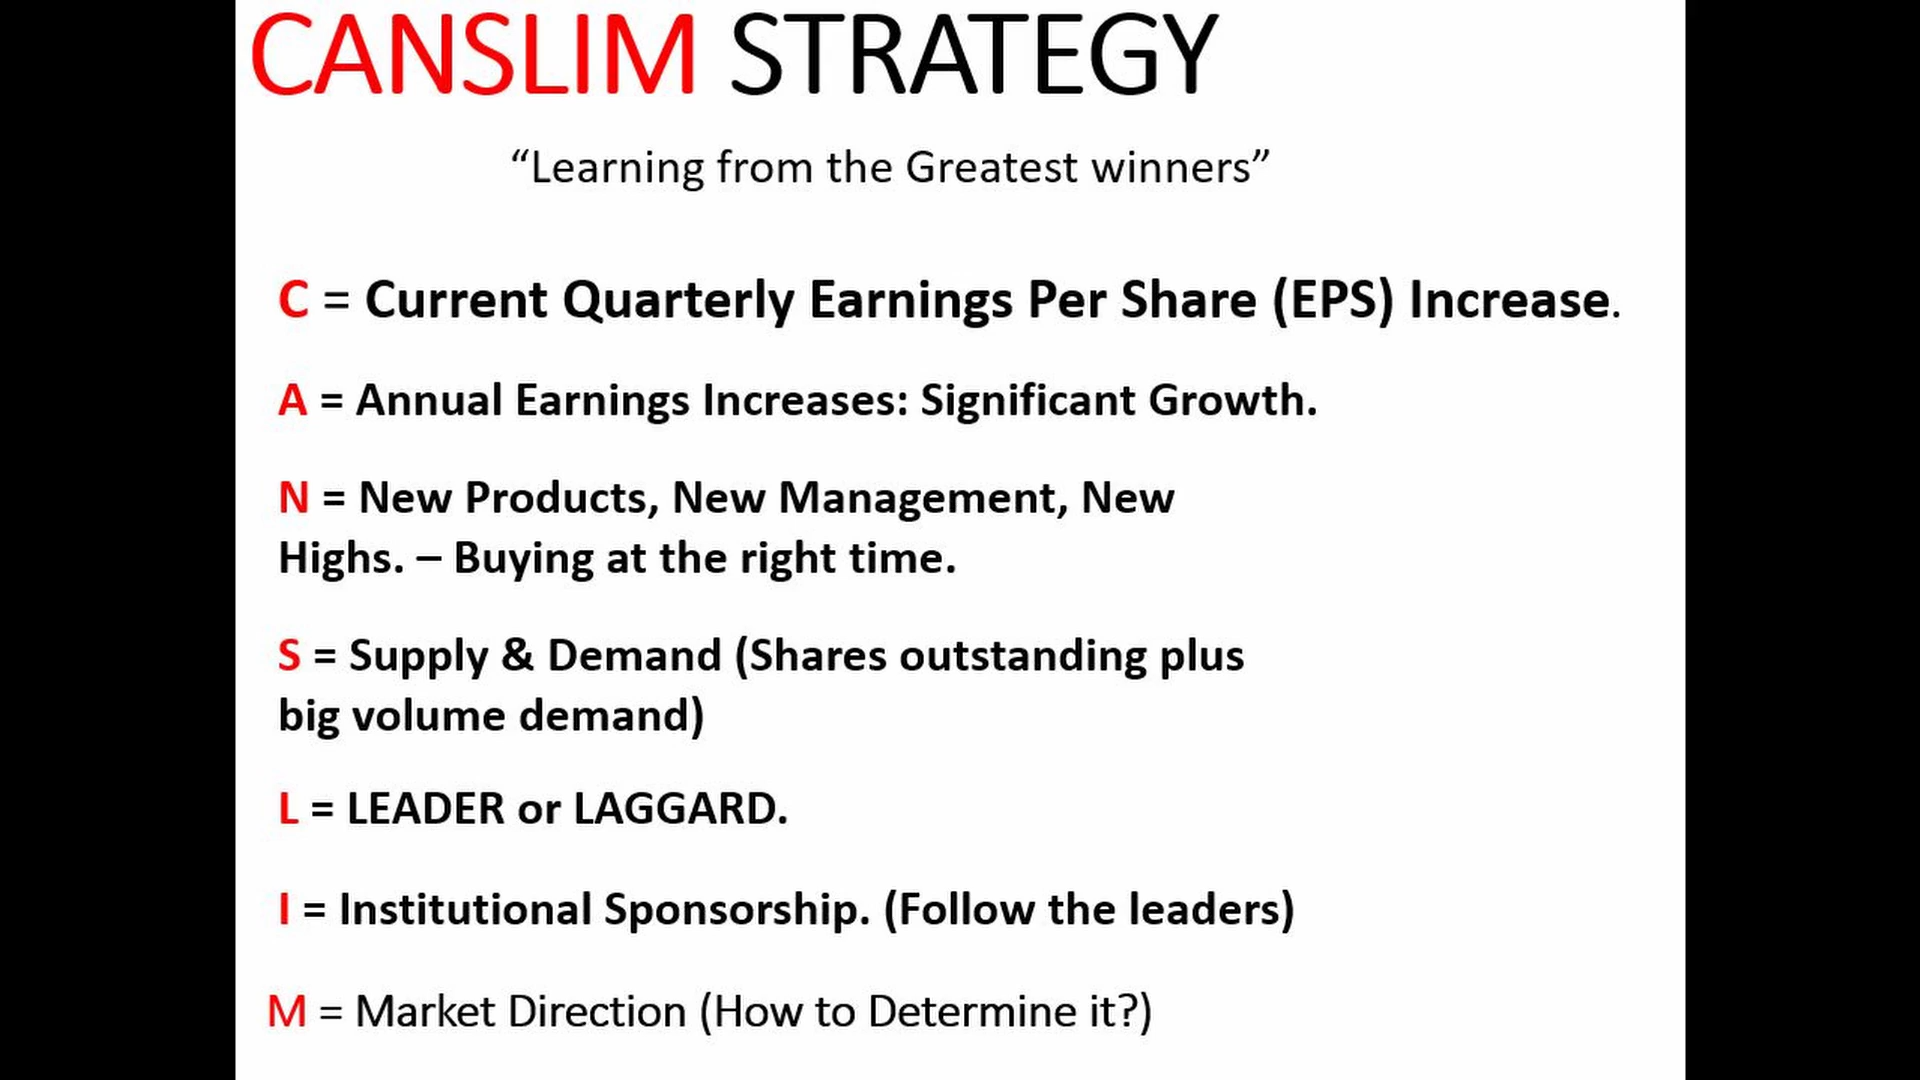 CANSLIM STRATEGY
“Learning from the Greatest winners”
C = Current Quarterly Earnings Per Share (EPS) Increase.
A = Annual Earnings Increases: Significant Growth.
N = New Products, New Management, New
Highs. – Buying at the right time.
S = Supply & Demand (Shares outstanding plus
big volume demand)
L = LEADER or LAGGARD.
I = Institutional Sponsorship. (Follow the leaders)
M = Market Direction (How to Determine it?)